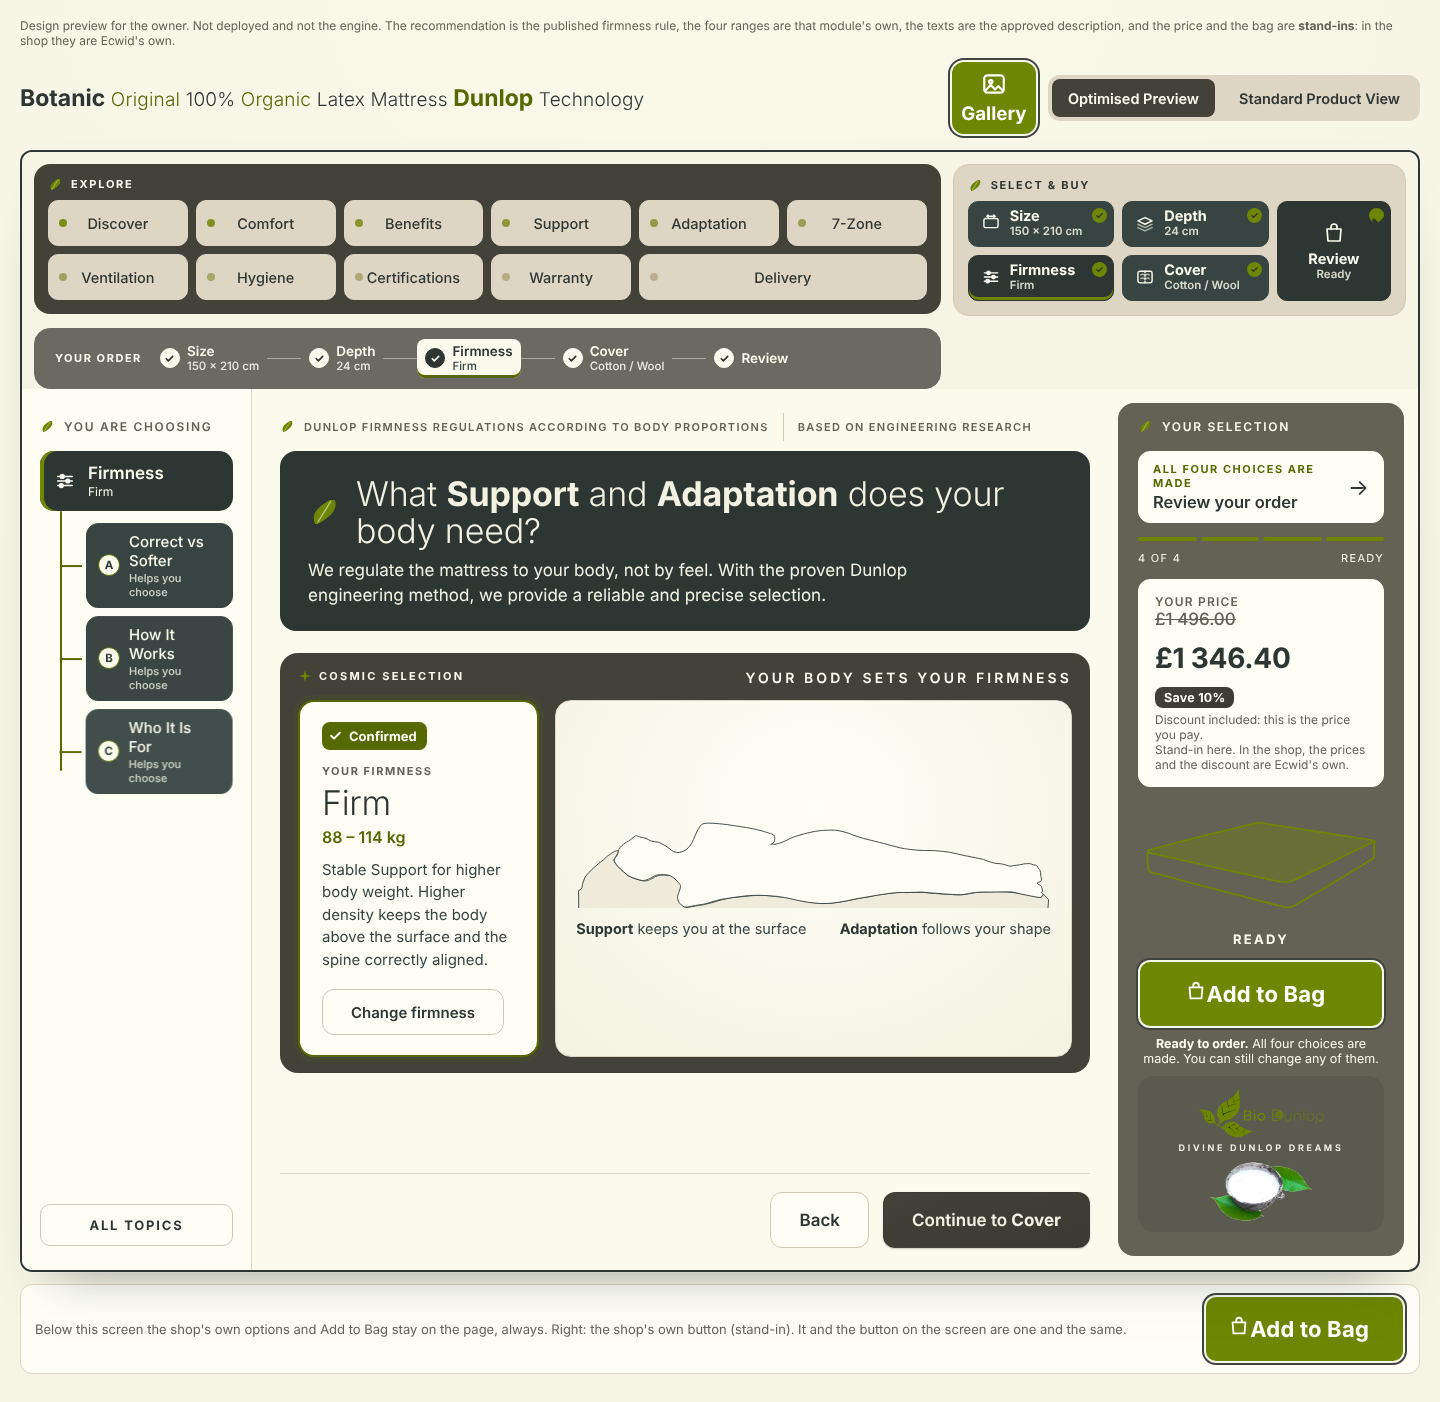 Design preview for the owner. Not deployed and not the engine. The recommendation is the published firmness rule, the four ranges are that module's own, the texts are the approved description, and the price and the bag are stand-ins: in the
shop they are Ecwid's own.
Botanic Original 100% Organic Latex Mattress Dunlop Technology
Gallery
Optimised Preview
Standard Product View
EXPLORE
Discover
Comfort
Benefits
Support
Adaptation
7-Zone
Ventilation
Hygiene
Certifications
Warranty
Delivery
SELECT & BUY
Size
150 × 210 cm
Depth
24 cm
Firmness
Firm
Cover
Cotton / Wool
Review
Ready
YOUR ORDER
Size
150 × 210 cm
Depth
24 cm
Firmness
Firm
Cover
Cotton / Wool
Review
YOU ARE CHOOSING
Firmness
Firm
A
Correct vs
Softer
Helps you
choose
B
How It
Works
Helps you
choose
C
Who It Is
For
Helps you
choose
ALL TOPICS
DUNLOP FIRMNESS REGULATIONS ACCORDING TO BODY PROPORTIONS
BASED ON ENGINEERING RESEARCH
What Support and Adaptation does your
body need?
We regulate the mattress to your body, not by feel. With the proven Dunlop
engineering method, we provide a reliable and precise selection.
COSMIC SELECTION
YOUR BODY SETS YOUR FIRMNESS
Confirmed
YOUR FIRMNESS
Firm
88 – 114 kg
Stable Support for higher
body weight. Higher
density keeps the body
above the surface and the
spine correctly aligned.
Change firmness
Support keeps you at the surface
Adaptation follows your shape
Back
Continue to Cover
YOUR SELECTION
ALL FOUR CHOICES ARE
MADE
Review your order
4 OF 4
READY
YOUR PRICE
£1 496.00
£1 346.40
Save 10%
Discount included: this is the price
you pay.
Stand-in here. In the shop, the prices
and the discount are Ecwid's own.
READY
Add to Bag
Ready to order. All four choices are
made. You can still change any of them.
Bio Dunlop
DIVINE DUNLOP DREAMS
Below this screen the shop's own options and Add to Bag stay on the page, always. Right: the shop's own button (stand-in). It and the button on the screen are one and the same.
Add to Bag